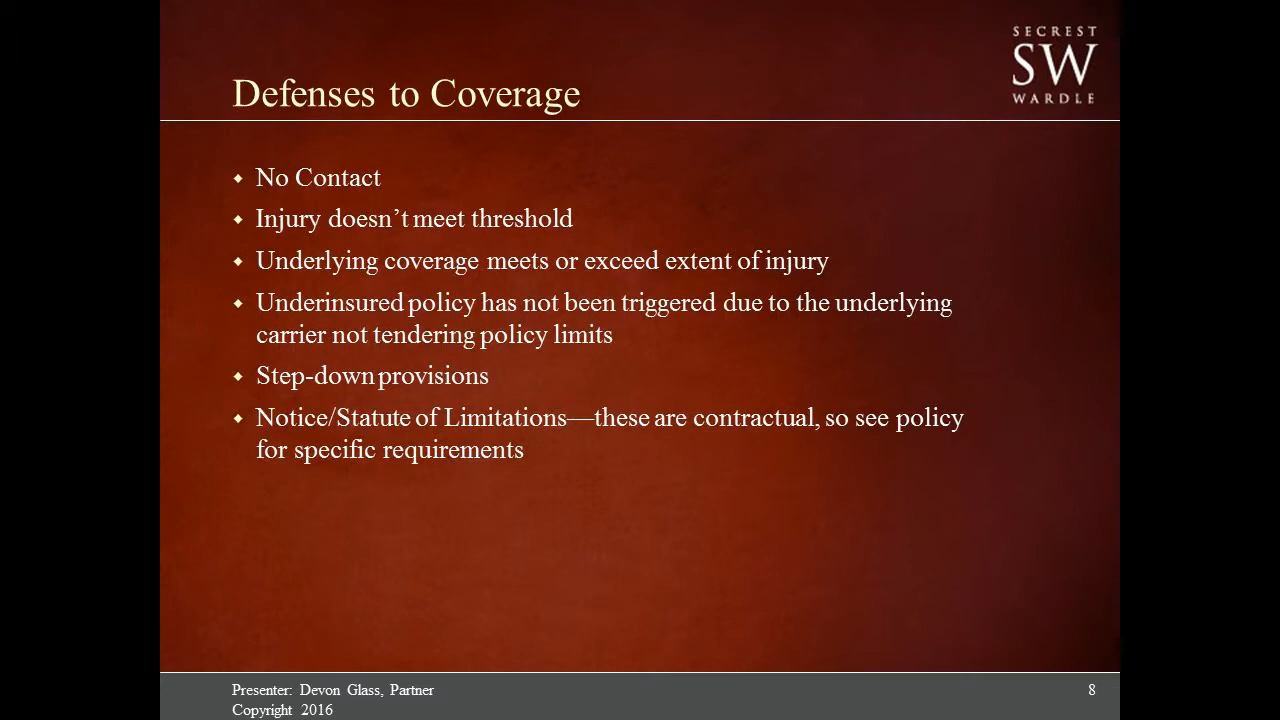 SECREST
SW
WARDLE
Defenses to Coverage
No Contact
Injury doesn’t meet threshold
Underlying coverage meets or exceed extent of injury
Underinsured policy has not been triggered due to the underlying
carrier not tendering policy limits
Step-down provisions
Notice/Statute of Limitations—these are contractual, so see policy
for specific requirements
Presenter: Devon Glass, Partner
Copyright 2016
8